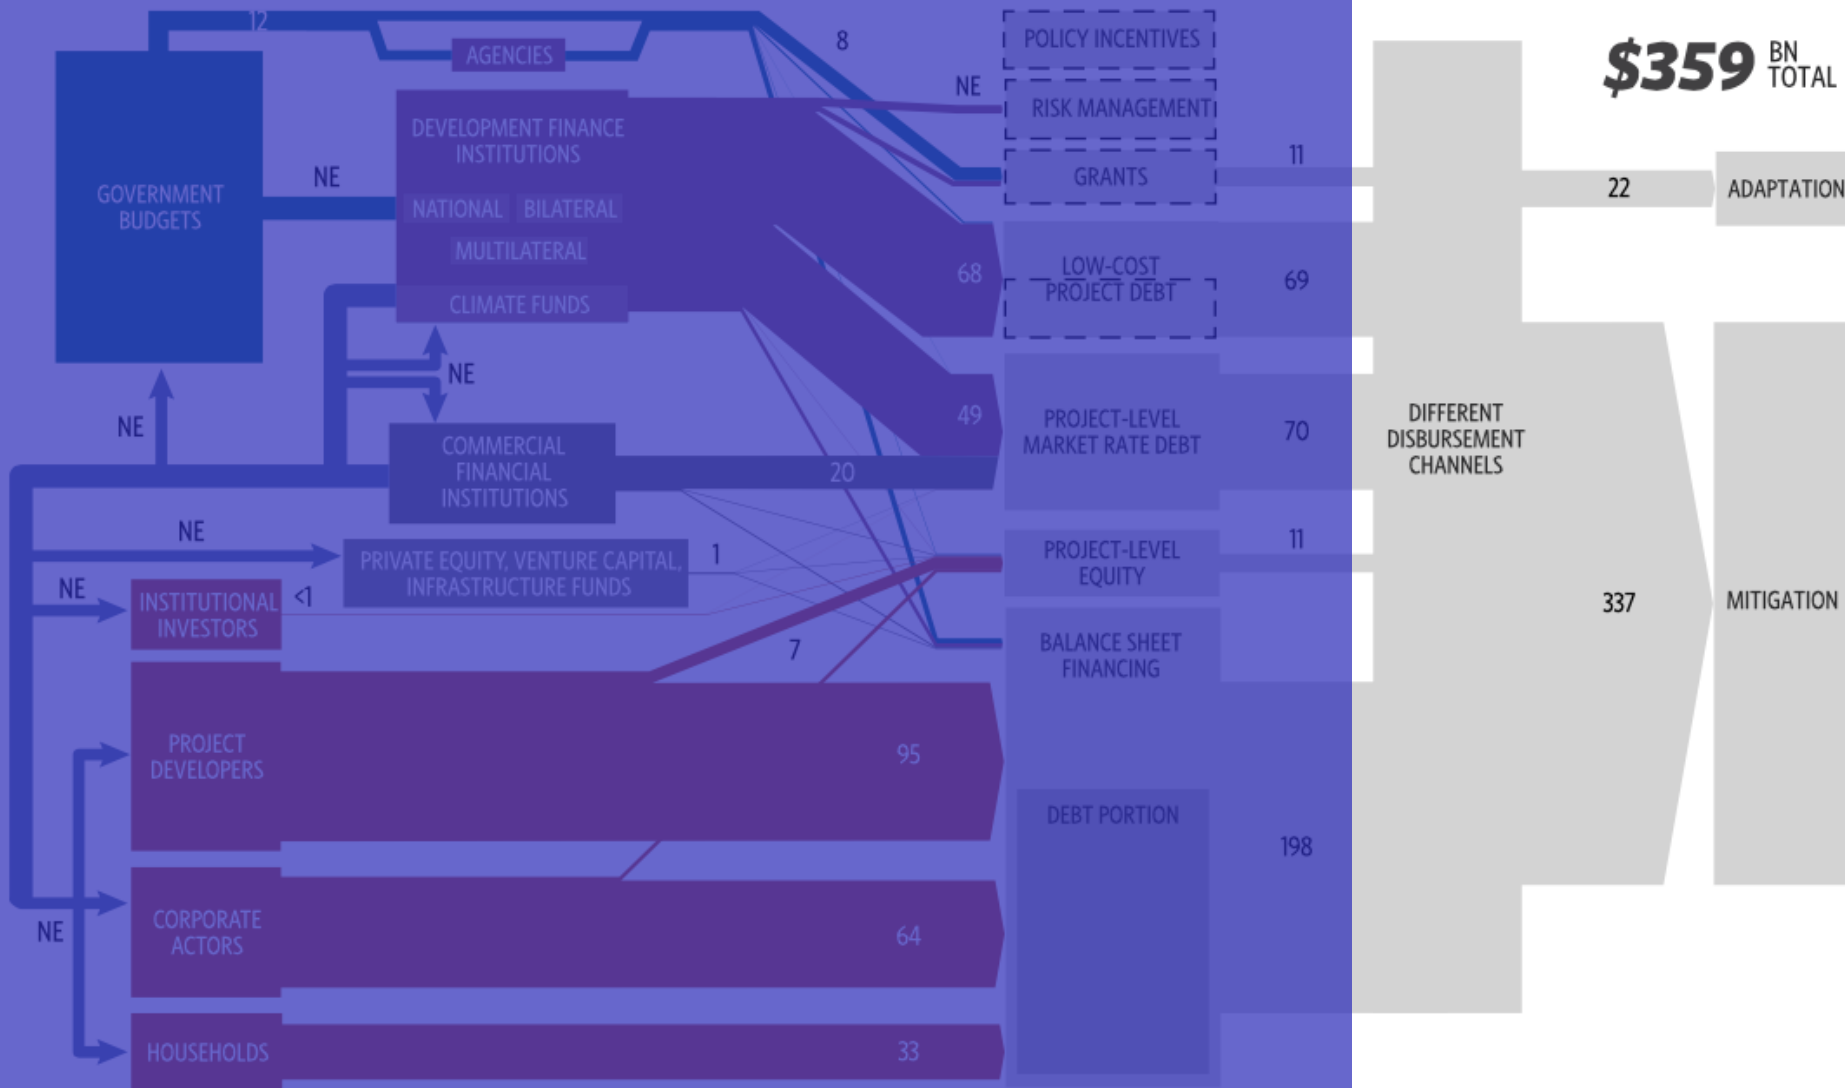 12
AGENCIES
8
POLICY INCENTIVES
$359 BN
TOTAL
NE
RISK MANAGEMENT
DEVELOPMENT FINANCE
INSTITUTIONS
GRANTS
11
GOVERNMENT
BUDGETS
NE
NATIONAL BILATERAL
MULTILATERAL
CLIMATE FUNDS
22
ADAPTATION
68
LOW-COST
PROJECT DEBT
69
NE
NE
COMMERCIAL
FINANCIAL
INSTITUTIONS
49
20
PROJECT-LEVEL
MARKET RATE DEBT
70
DIFFERENT
DISBURSEMENT
CHANNELS
NE
PRIVATE EQUITY, VENTURE CAPITAL,
INFRASTRUCTURE FUNDS
1
PROJECT-LEVEL
EQUITY
11
NE
INSTITUTIONAL
INVESTORS
<1
7
BALANCE SHEET
FINANCING
337
MITIGATION
PROJECT
DEVELOPERS
95
DEBT PORTION
198
NE
CORPORATE
ACTORS
64
HOUSEHOLDS
33